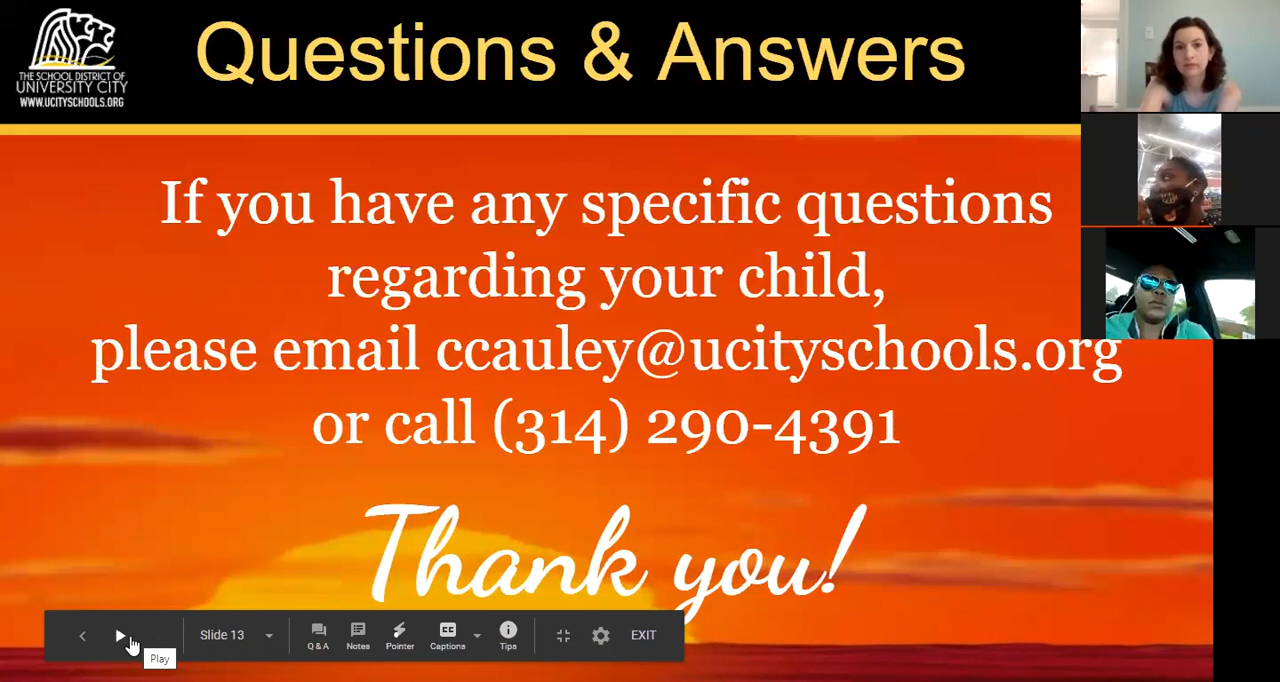 THE SCHOOL DISTRICT OF
UNIVERSITY CITY
WWW.UCITYSCHOOLS.ORG
Questions & Answers
If you have any specific questions
regarding your child,
please email ccauley@ucityschools.org
or call (314) 290-4391
Thank you!
Slide 13
Q & A
Notes
Pointer
Captions
Tips
EXIT
Play